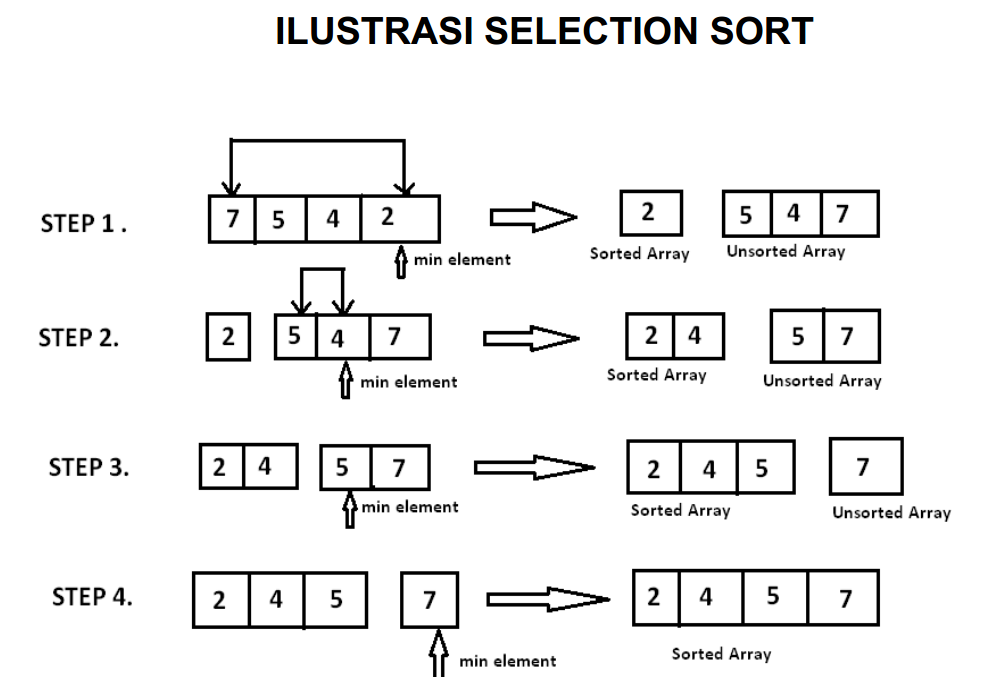 ILUSTRASI SELECTION SORT
STEP 1 .
7 5 4 2
min element
2
Sorted Array
5 4 7
Unsorted Array
STEP 2.
2
5 4 7
min element
2 4
Sorted Array
5 7
Unsorted Array
STEP 3.
2 4
5 7
min element
2 4 5
Sorted Array
7
Unsorted Array
STEP 4.
2 4 5
7
min element
2 4 5 7
Sorted Array